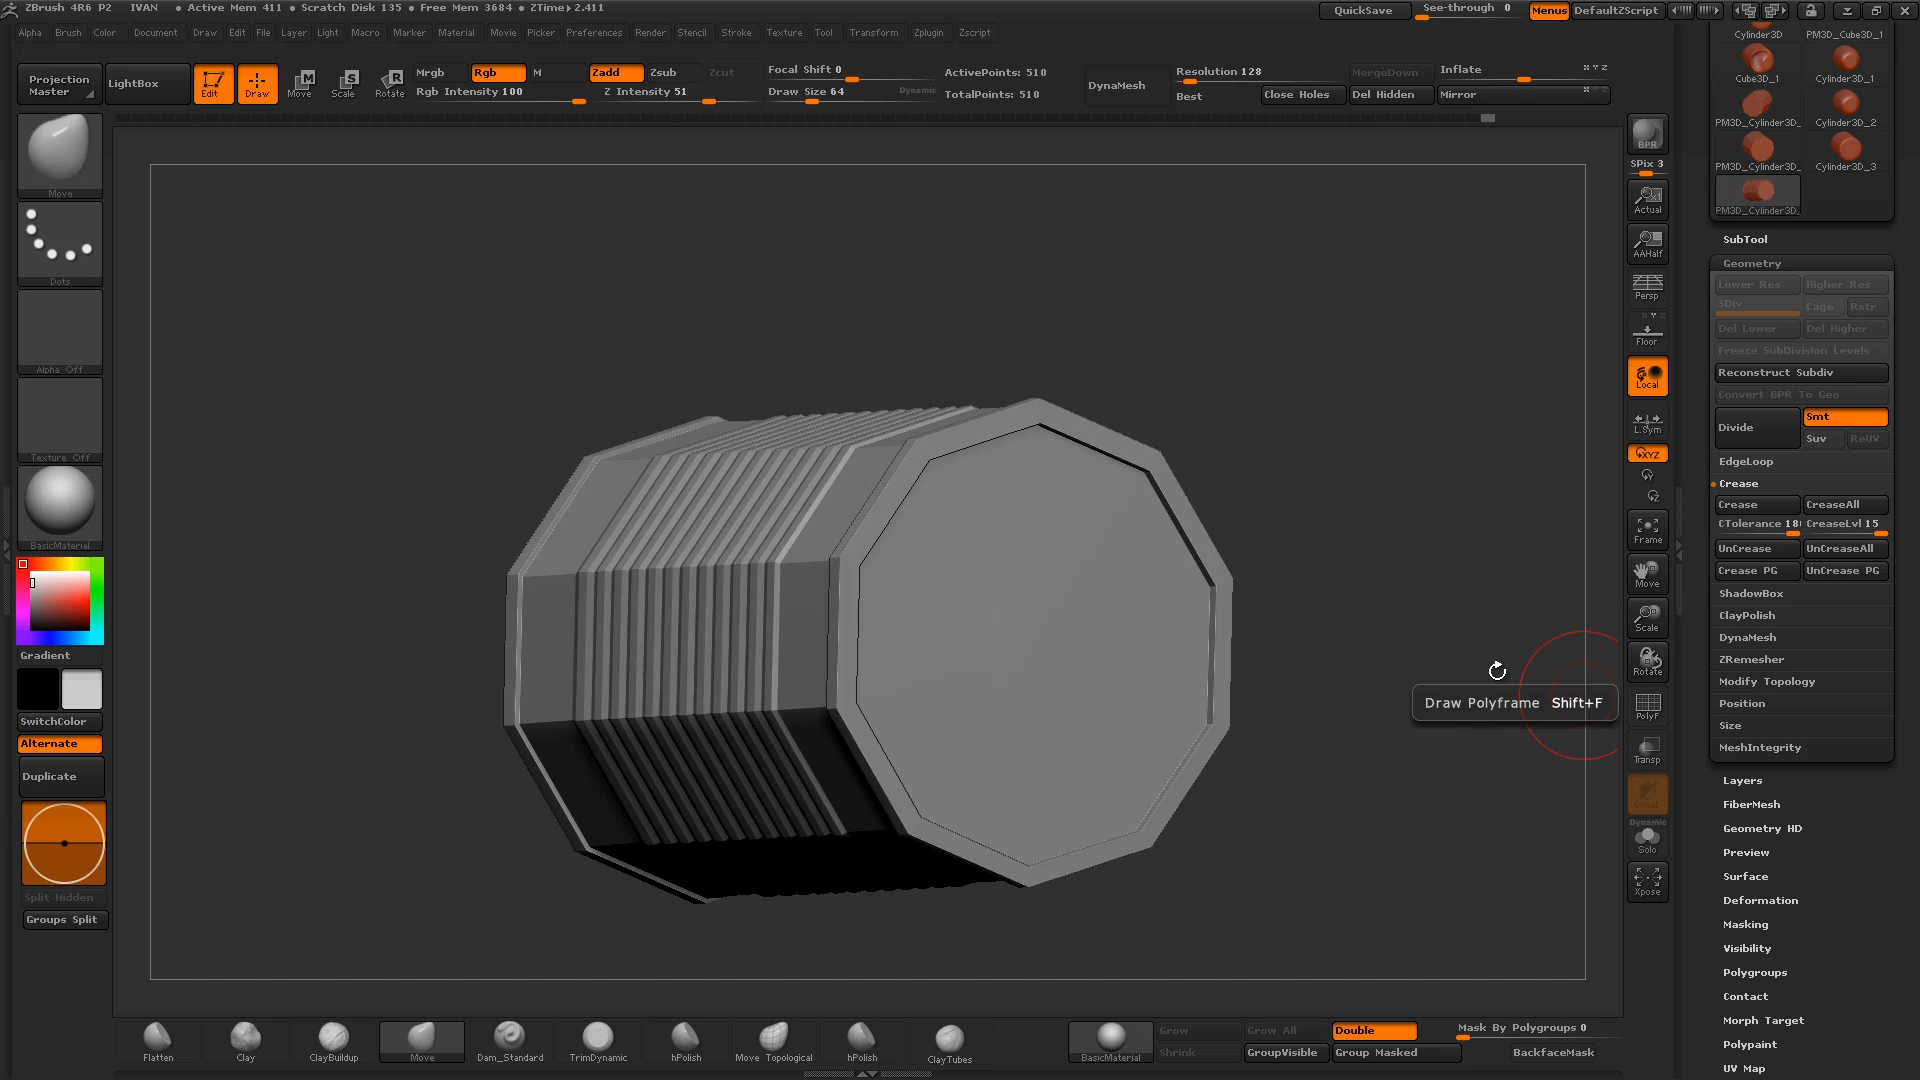 ZBrush 4R6 P2 IVAN • Active Mem 411 • Scratch Disk 135 • Free Mem 3684 • ZTime▸2.411
QuickSave
See-through 0
Menus
DefaultZScript
Alpha Brush Color Document Draw Edit File Layer Light Macro Marker Material Movie Picker Preferences Render Stencil Stroke Texture Tool Transform Zplugin Zscript
Projection Master
LightBox
Edit
Draw
Move
Scale
Rotate
Mrgb Rgb M
Rgb Intensity 100
Zadd Zsub Zcut
Z Intensity 51
Focal Shift 0
Draw Size 64
Dynamic
ActivePoints: 510
TotalPoints: 510
DynaMesh
Resolution 128
Best
Close Holes
MergeDown
Del Hidden
Inflate
Mirror
Move
Dots
Alpha Off
Texture Off
BasicMaterial
Gradient
SwitchColor
Alternate
Duplicate
Split Hidden
Groups Split
Draw Polyframe Shift+F
BPR
SPix 3
Actual
AAHalf
Persp
Floor
Local
L.Sym
XYZ
Y
Z
Frame
Move
Scale
Rotate
PolyF
Transp
Ghost
Dynamic
Solo
Xpose
Cylinder3D
PM3D_Cube3D_1
Cube3D_1
Cylinder3D_1
PM3D_Cylinder3D_
Cylinder3D_2
PM3D_Cylinder3D_
Cylinder3D_3
PM3D_Cylinder3D_
SubTool
Geometry
Lower Res
Higher Res
SDiv
Cage
Rstr
Del Lower
Del Higher
Freeze SubDivision Levels
Reconstruct Subdiv
Convert BPR To Geo
Divide
Smt
Suv
ReUV
EdgeLoop
Crease
Crease
CreaseAll
CTolerance 180
CreaseLvl 15
UnCrease
UnCreaseAll
Crease PG
UnCrease PG
ShadowBox
ClayPolish
DynaMesh
ZRemesher
Modify Topology
Position
Size
MeshIntegrity
Layers
FiberMesh
Geometry HD
Preview
Surface
Deformation
Masking
Visibility
Polygroups
Contact
Morph Target
Polypaint
UV Map
Flatten
Clay
ClayBuildup
Move
Dam_Standard
TrimDynamic
hPolish
Move Topological
hPolish
ClayTubes
BasicMaterial
Grow
Grow All
Double
Mask By Polygroups 0
Shrink
GroupVisible
Group Masked
BackfaceMask